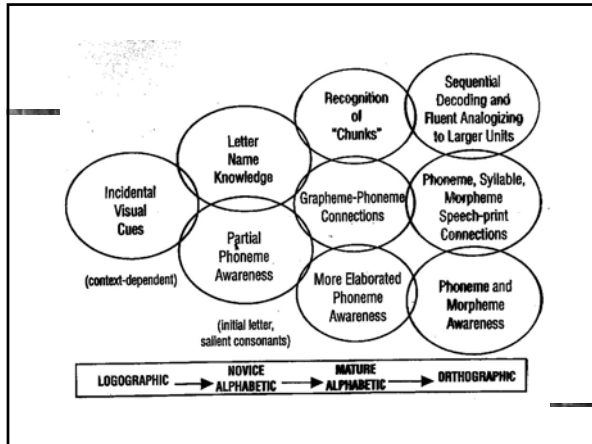 Incidental
Visual
Cues
(context-dependent)
Letter
Name
Knowledge
Partial
Phoneme
Awareness
(initial letter,
salient consonants)
Recognition
of
"Chunks"
Grapheme-Phoneme
Connections
More Elaborated
Phoneme
Awareness
Sequential
Decoding and
Fluent Analogizing
to Larger Units
Phoneme, Syllable,
Morpheme
Speech-print
Connections
Phoneme and
Morpheme
Awareness
LOGOGRAPHIC
NOVICE
ALPHABETIC
MATURE
ALPHABETIC
ORTHOGRAPHIC